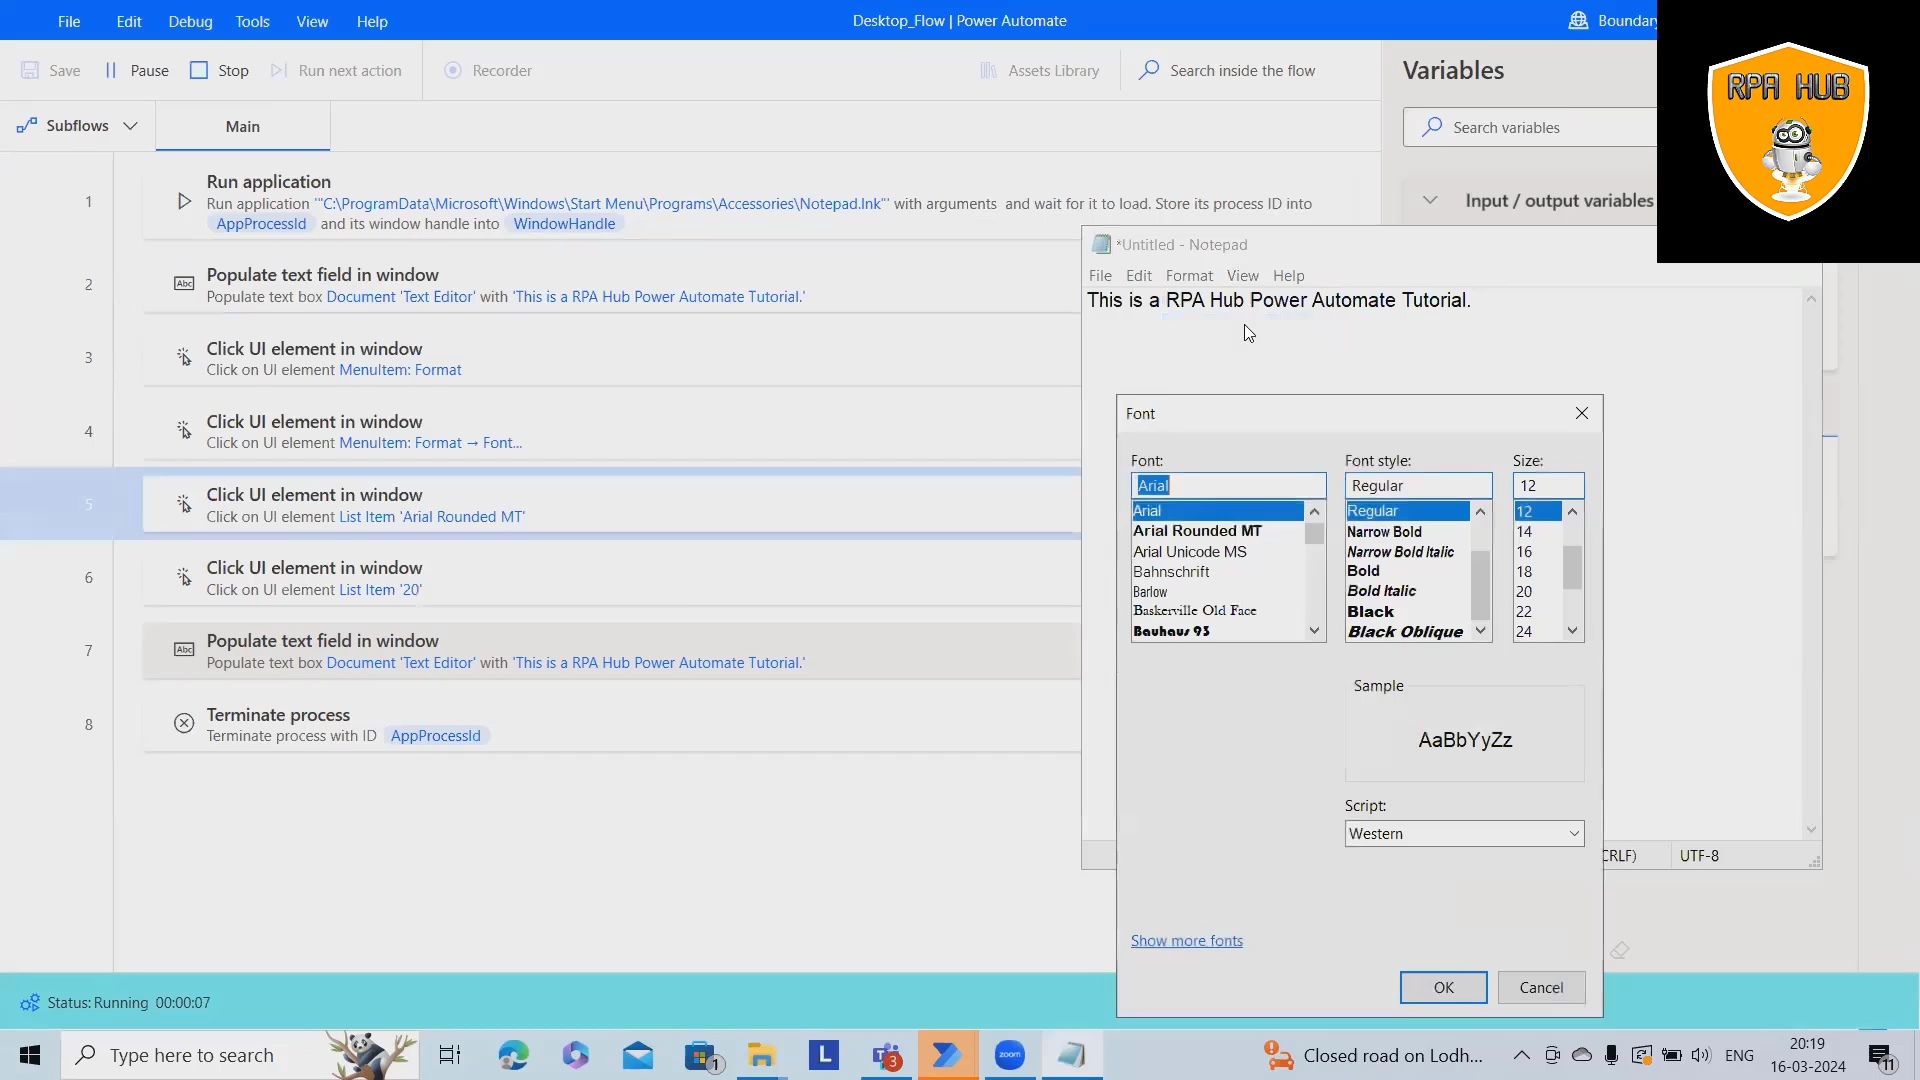 File Edit Debug Tools View Help
Desktop_Flow | Power Automate
Boundary
Save Pause Stop Run next action Recorder Assets Library Search inside the flow
Subflows Main
1
Run application
Run application '"C:\ProgramData\Microsoft\Windows\Start Menu\Programs\Accessories\Notepad.lnk"' with arguments and wait for it to load. Store its process ID into
AppProcessId and its window handle into WindowHandle
2
Abc
Populate text field in window
Populate text box Document 'Text Editor' with 'This is a RPA Hub Power Automate Tutorial.'
3
Click UI element in window
Click on UI element MenuItem: Format
4
Click UI element in window
Click on UI element MenuItem: Format → Font...
5
Click UI element in window
Click on UI element List Item 'Arial Rounded MT'
6
Click UI element in window
Click on UI element List Item '20'
7
Abc
Populate text field in window
Populate text box Document 'Text Editor' with 'This is a RPA Hub Power Automate Tutorial.'
8
Terminate process
Terminate process with ID AppProcessId
Variables
Search variables
Input / output variables
RPA HUB
*Untitled - Notepad
File Edit Format View Help
This is a RPA Hub Power Automate Tutorial.
CRLF) UTF-8
Font
Font:
Arial
Arial
Arial Rounded MT
Arial Unicode MS
Bahnschrift
Barlow
Baskerville Old Face
Bauhaus 93
Font style:
Regular
Regular
Narrow Bold
Narrow Bold Italic
Bold
Bold Italic
Black
Black Oblique
Size:
12
12
14
16
18
20
22
24
Sample
AaBbYyZz
Script:
Western
Show more fonts
OK Cancel
Status: Running 00:00:07
Type here to search
1
L
3
zoom
Closed road on Lodh...
ENG
20:19
16-03-2024
11